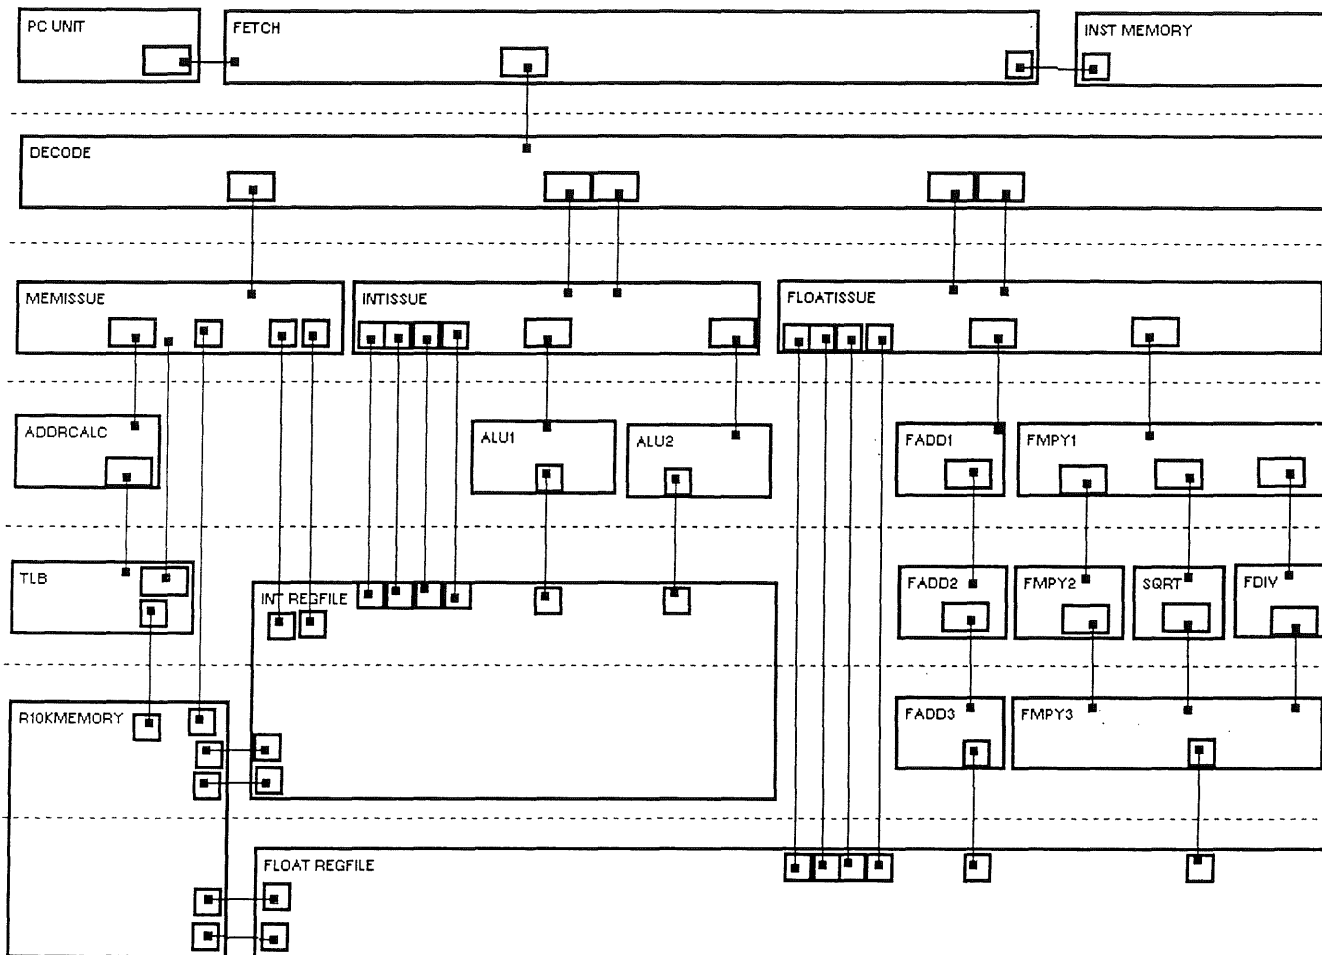 PC UNIT
FETCH
INST MEMORY
DECODE
MEMISSUE
INTISSUE
FLOATISSUE
ADDRCALC
ALU1
ALU2
FADD1
FMPY1
TLB
INT REGFILE
FADD2
FMPY2
SQRT
FDIV
R10KMEMORY
FADD3
FMPY3
FLOAT REGFILE